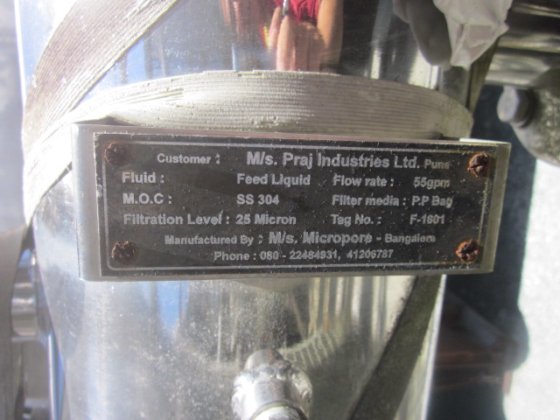 Customer : M/s. Praj Industries Ltd. Pune
Fluid : Feed Liquid Flow rate : 55gpm
M.O.C : SS 304 Filter media : P.P Bag
Filtration Level : 25 Micron Tag No. : F-1801
Manufactured By : M/s. Micropore - Bangalore
Phone : 080 - 22484931, 41206787